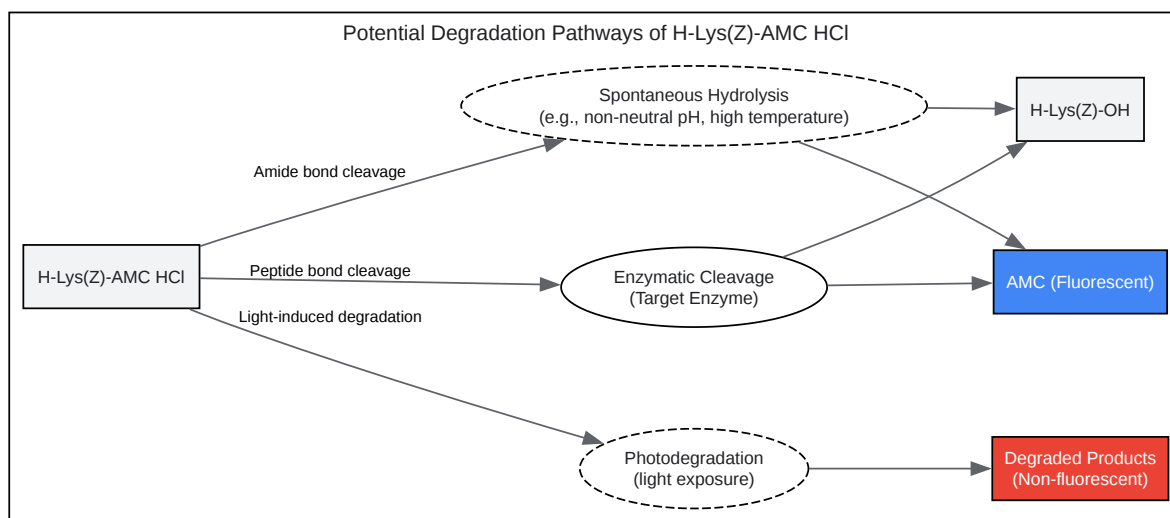 Potential Degradation Pathways of H-Lys(Z)-AMC HCl
Spontaneous Hydrolysis
(e.g., non-neutral pH, high temperature)
H-Lys(Z)-OH
Amide bond cleavage
H-Lys(Z)-AMC HCl
Peptide bond cleavage
Enzymatic Cleavage
(Target Enzyme)
AMC (Fluorescent)
Light-induced degradation
Photodegradation
(light exposure)
Degraded Products
(Non-fluorescent)